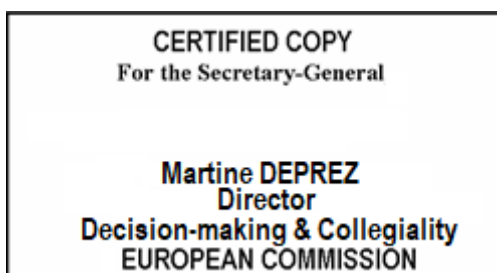 CERTIFIED COPY
For the Secretary-General
Martine DEPREZ
Director
Decision-making & Collegiality
EUROPEAN COMMISSION